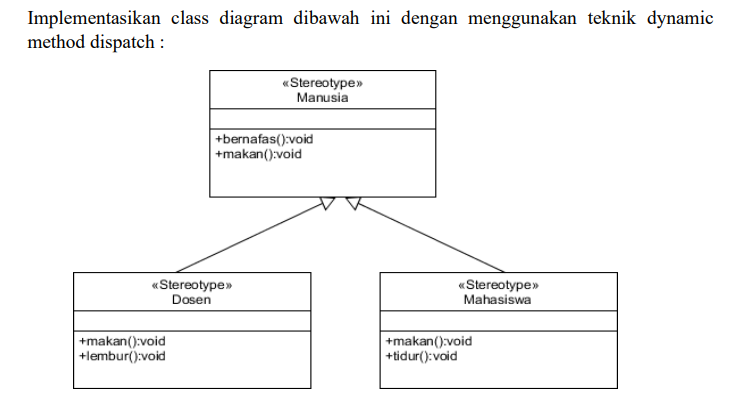 Implementasikan class diagram dibawah ini dengan menggunakan teknik dynamic
method dispatch :
«Stereotype»
Manusia
+bernafas():void
+makan():void
«Stereotype»
Dosen
+makan():void
+lembur():void
«Stereotype»
Mahasiswa
+makan():void
+tidur():void